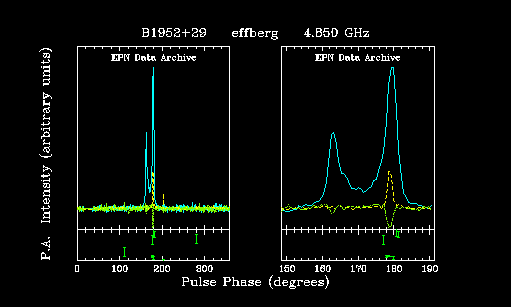 B1952+29 effberg 4.850 GHz
EPN Data Archive EPN Data Archive
Intensity (arbitrary units)
P.A.
0 100 200 300 150 160 170 180 190
Pulse Phase (degrees)